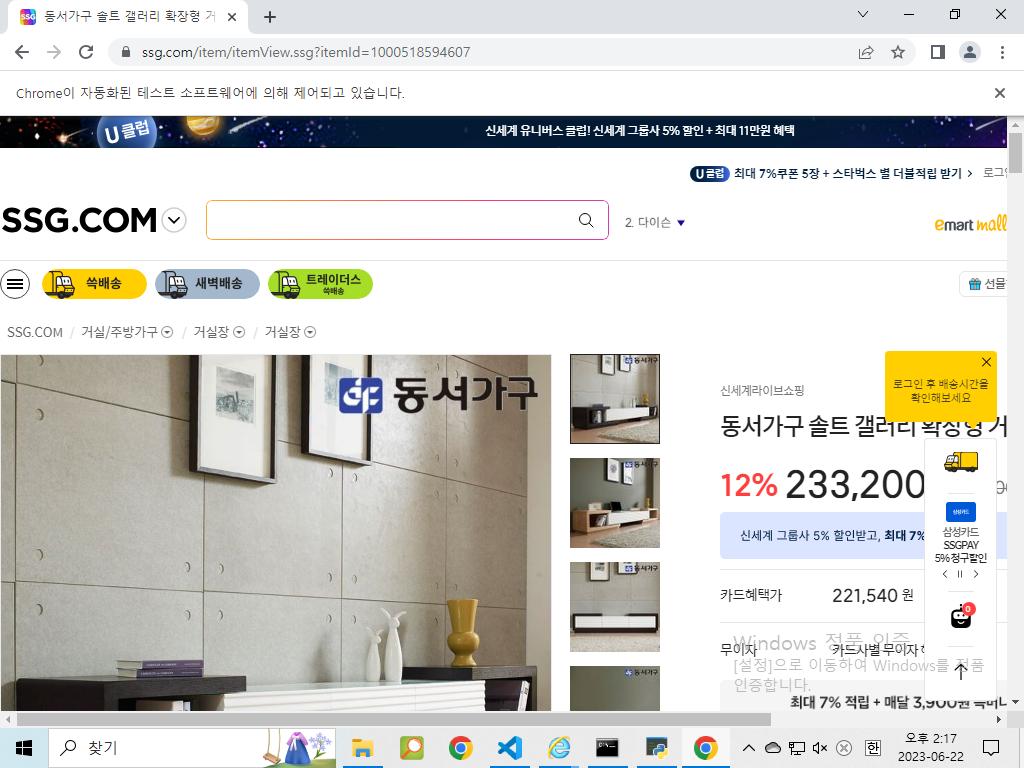 동서가구 솔트 갤러리 확장형 거
ssg.com/item/itemView.ssg?itemId=1000518594607
Chrome이 자동화된 테스트 소프트웨어에 의해 제어되고 있습니다.
U 클럽
신세계 유니버스 클럽! 신세계 그룹사 5% 할인 + 최대 11만원 혜택
U 클럽 최대 7%쿠폰 5장 + 스타벅스 별 더블적립 받기 > 로그인
SSG.COM
2. 다이슨
emart mall
쓱배송
새벽배송
트레이더스
쓱배송
선물
SSG.COM / 거실/주방가구 / 거실장 / 거실장
동서가구
신세계라이브쇼핑
로그인 후 배송시간을
확인해보세요
동서가구 솔트 갤러리 확장형 거
12% 233,200
신세계 그룹사 5% 할인받고, 최대 7%
삼성카드
삼성카드
SSGPAY
5% 청구할인
카드혜택가 221,540 원
0
무이자 카드사별 무이자
Windows 정품 인증
[설정]으로 이동하여 Windows를 정품
인증합니다.
최대 7% 적립 + 매달 3,900원
찾기
오후 2:17
2023-06-22
한